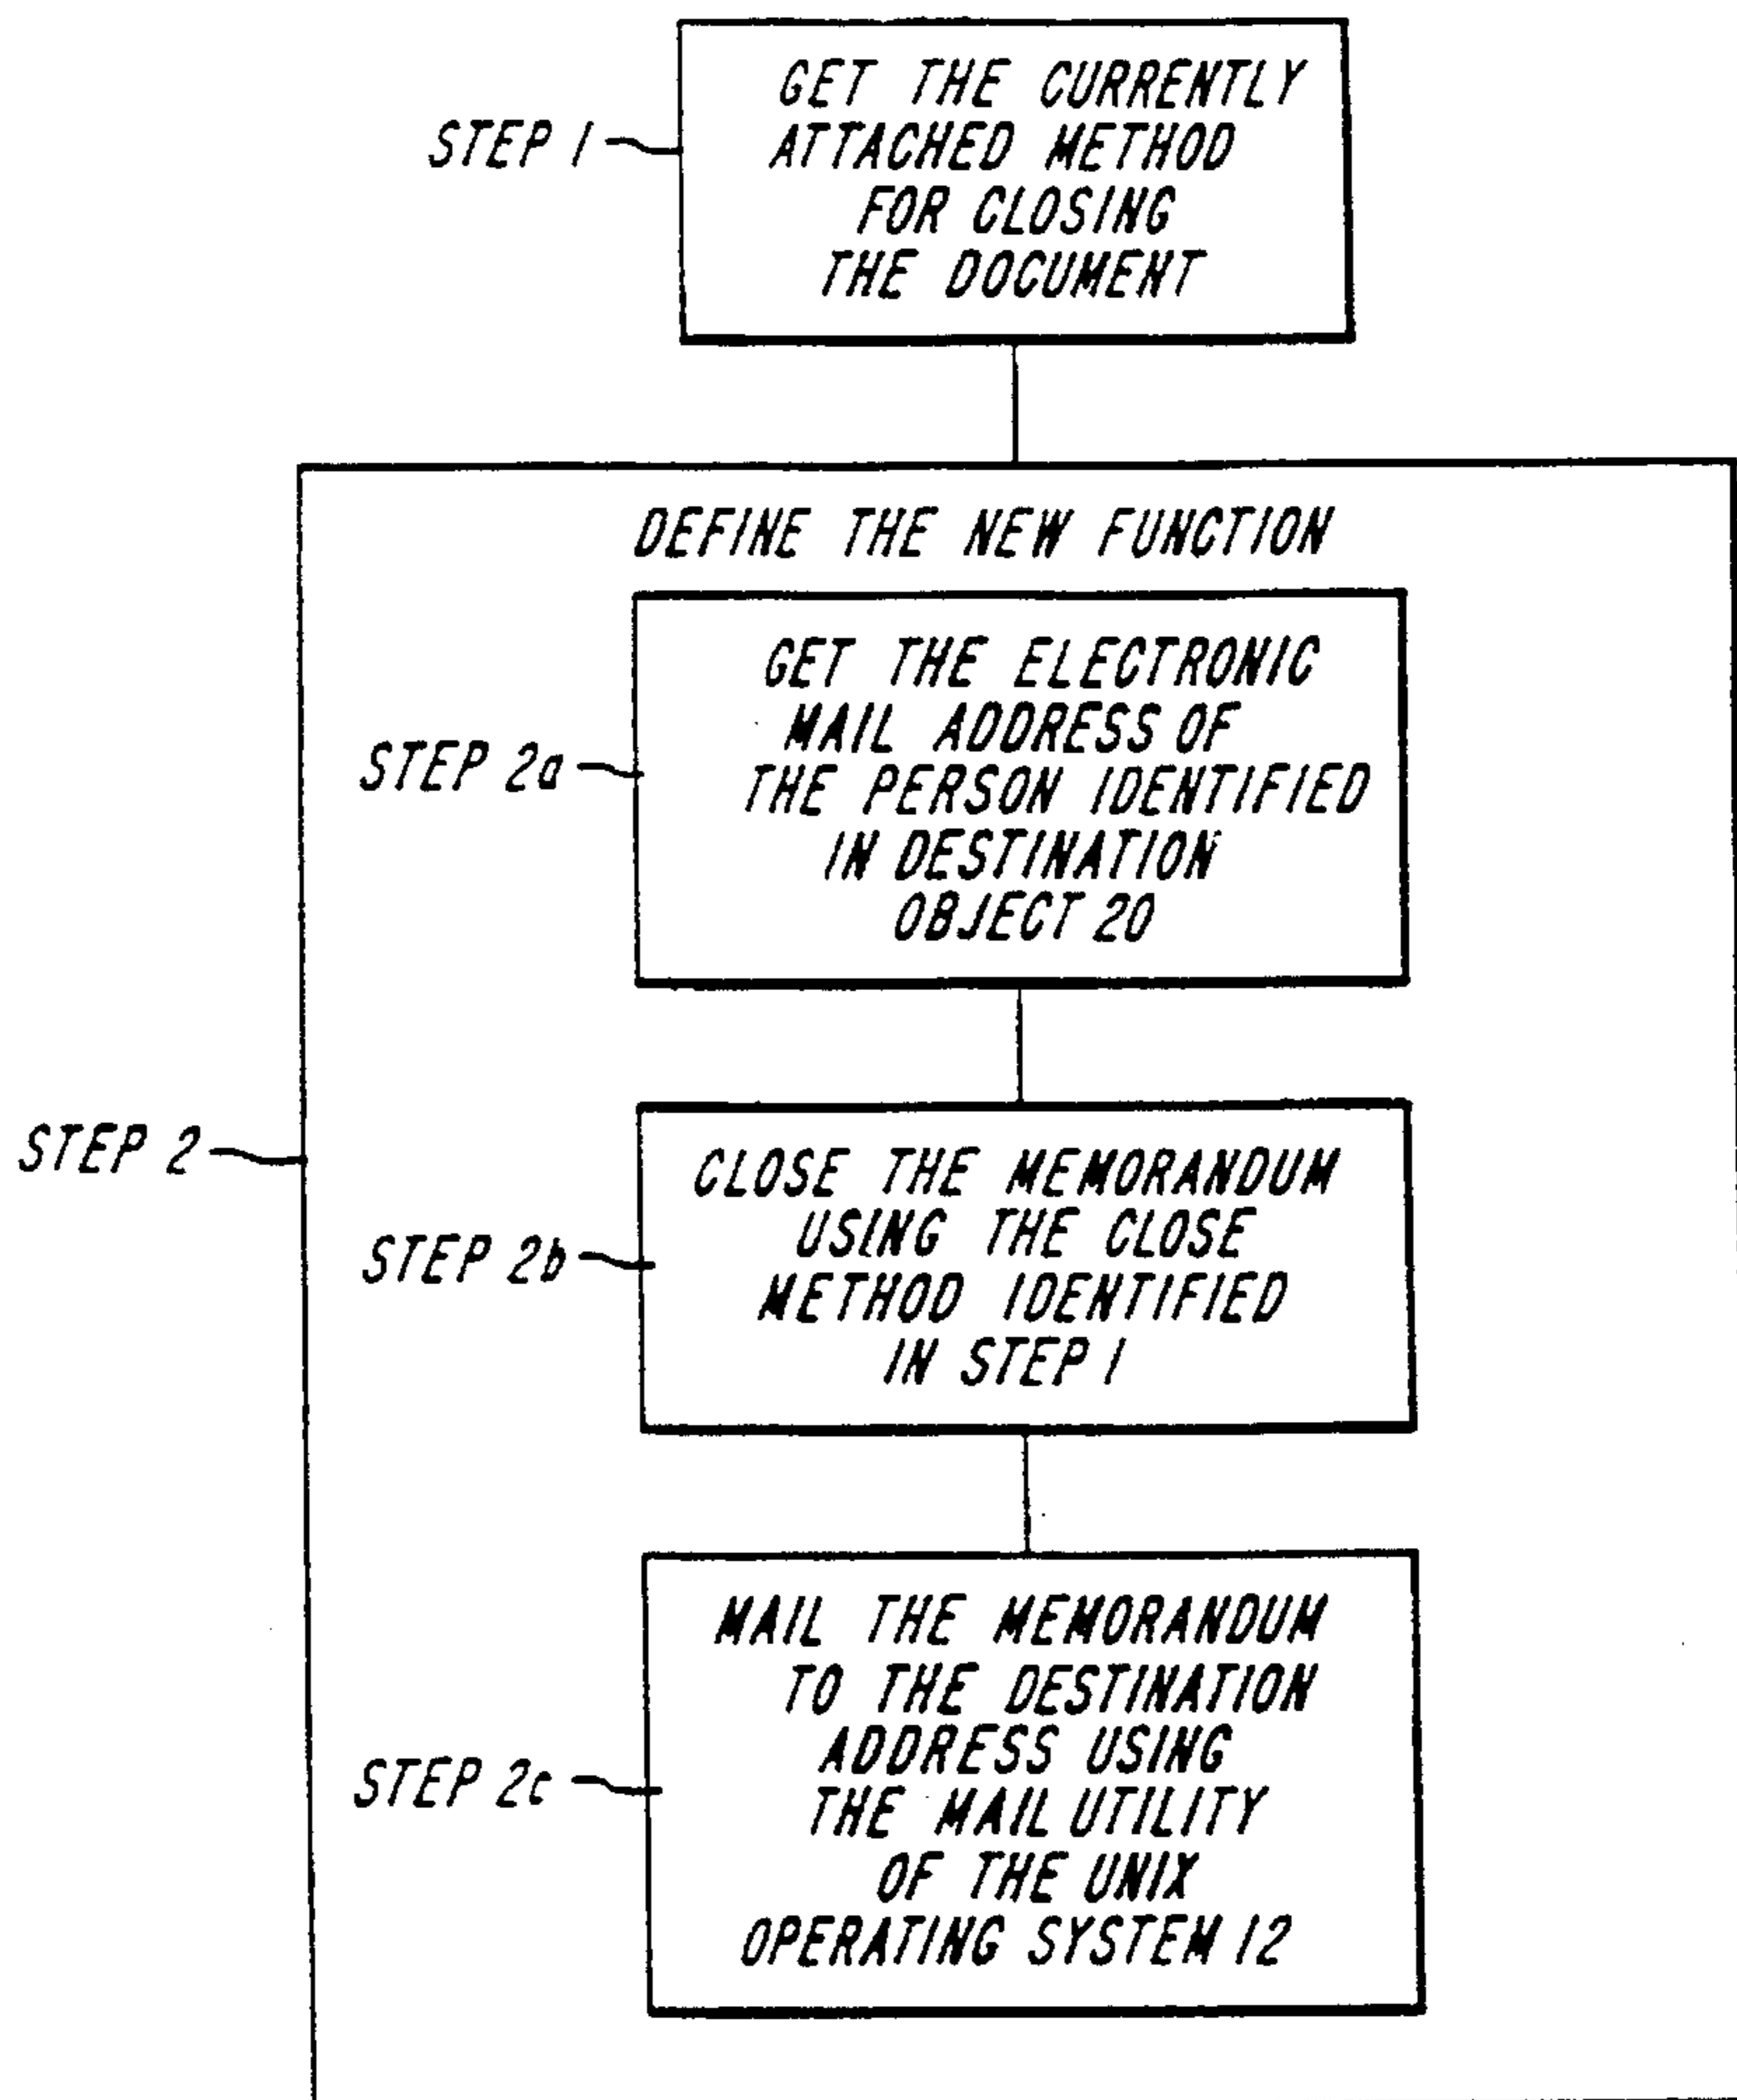 GET THE CURRENTLY
STEP 1
ATTACHED METHOD
FOR CLOSING
THE DOCUMENT
DEFINE THE NEW FUNCTION
GET THE ELECTRONIC
MAIL ADDRESS OF
STEP 2a
THE PERSON IDENTIFIED
IN DESTINATION
OBJECT 20
STEP 2
CLOSE THE MEMORANDUM
USING THE CLOSE
STEP 2b
METHOD IDENTIFIED
IN STEP 1
MAIL THE MEMORANDUM
TO THE DESTINATION
ADDRESS USING
STEP 2c
THE MAIL UTILITY
OF THE UNIX
OPERATING SYSTEM 12